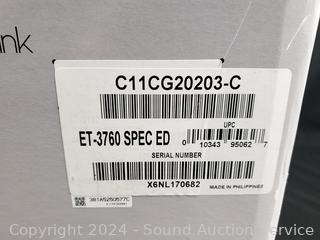 ank
C11CG20203-C
UPC
ET-3760 SPEC ED
0 10343 95062 7
SERIAL NUMBER
X6NL170682
MADE IN PHILIPPINES
Copyright 2024 - Sound Auction Service